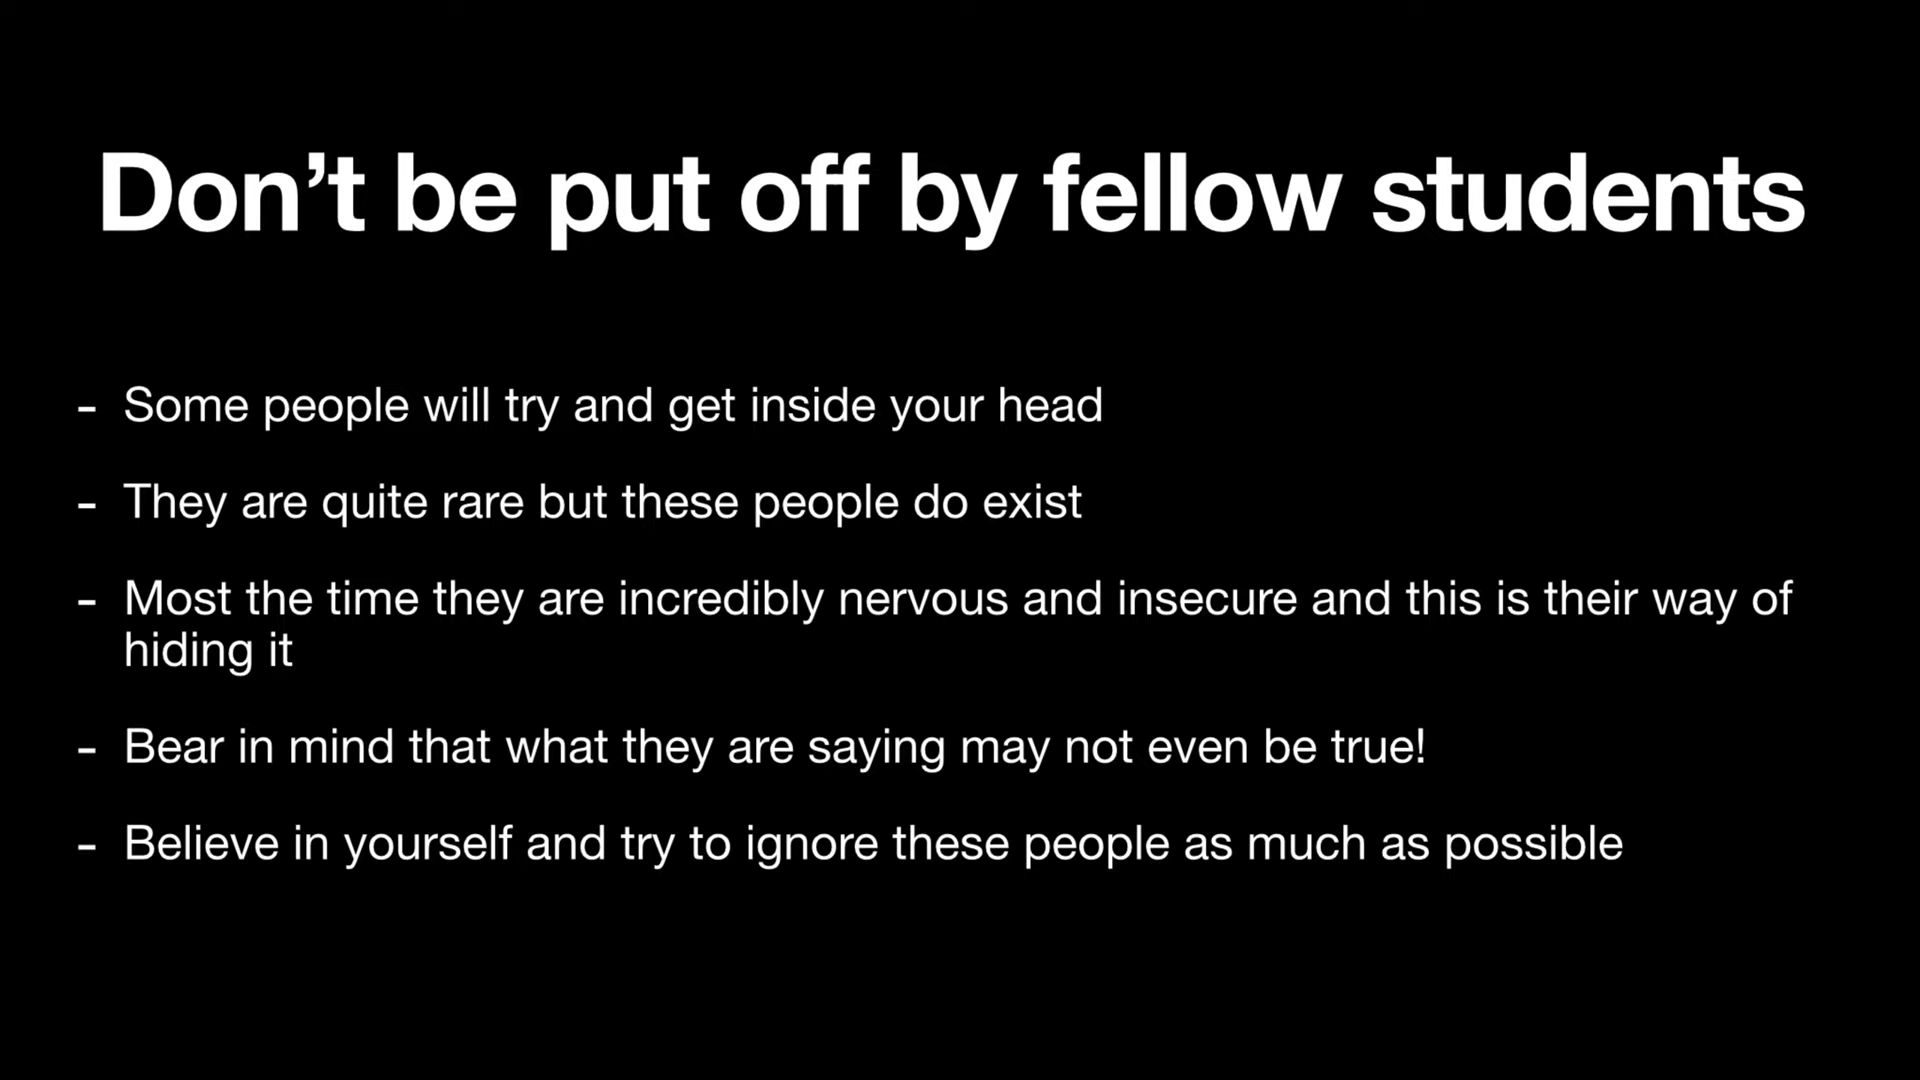 Don’t be put off by fellow students
- Some people will try and get inside your head
- They are quite rare but these people do exist
- Most the time they are incredibly nervous and insecure and this is their way of
hiding it
- Bear in mind that what they are saying may not even be true!
- Believe in yourself and try to ignore these people as much as possible